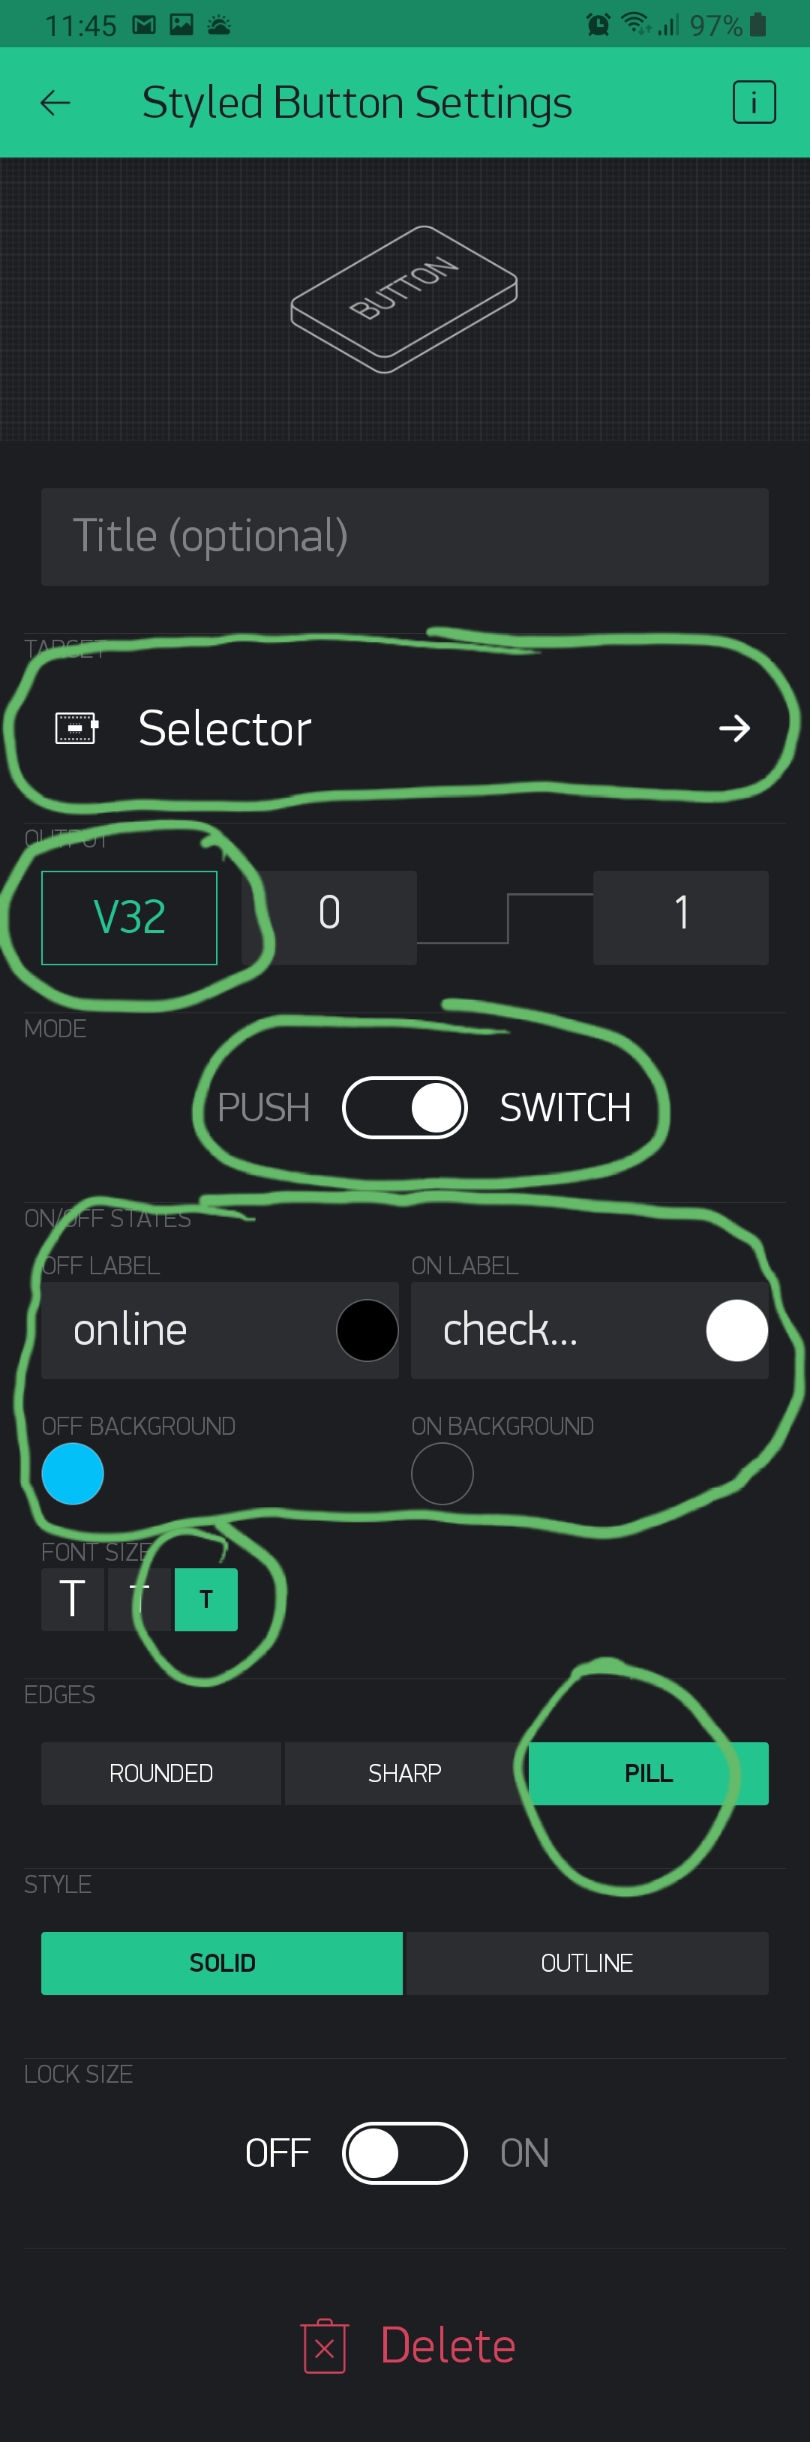 11:45 97%
Styled Button Settings
i
BUTTON
Title (optional)
TARGET
Selector
OUTPUT
V32 0 1
MODE
PUSH SWITCH
ON/OFF STATES
OFF LABEL ON LABEL
online check...
OFF BACKGROUND ON BACKGROUND
FONT SIZE
T T T
EDGES
ROUNDED SHARP PILL
STYLE
SOLID OUTLINE
LOCK SIZE
OFF ON
Delete